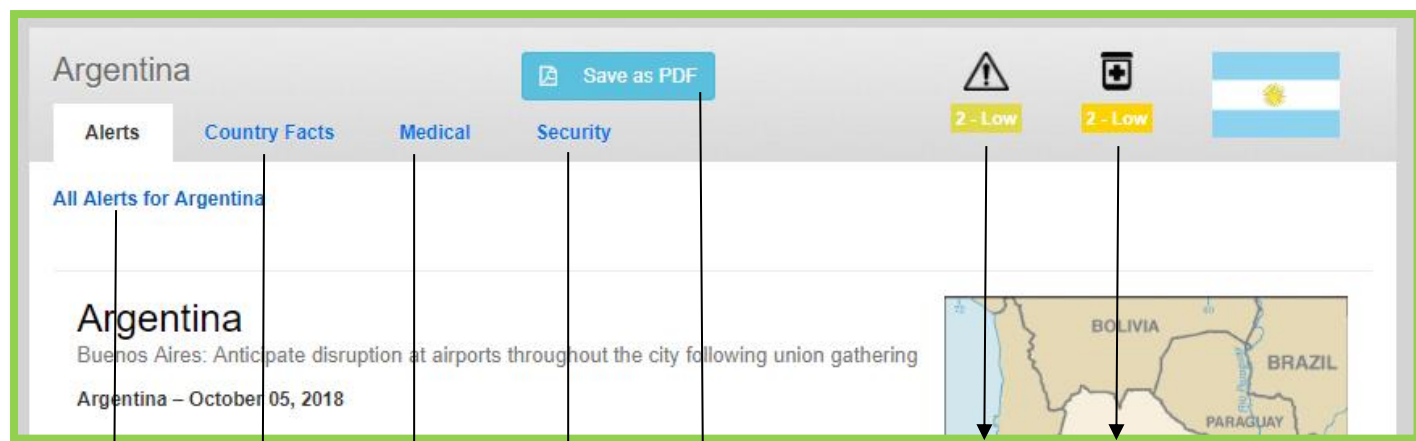 Argentina
Save as PDF
2 - Low
2 - Low
Alerts
Country Facts
Medical
Security
All Alerts for Argentina
Argentina
Buenos Aires: Anticipate disruption at airports throughout the city following union gathering
Argentina – October 05, 2018
BOLIVIA
BRAZIL
PARAGUAY